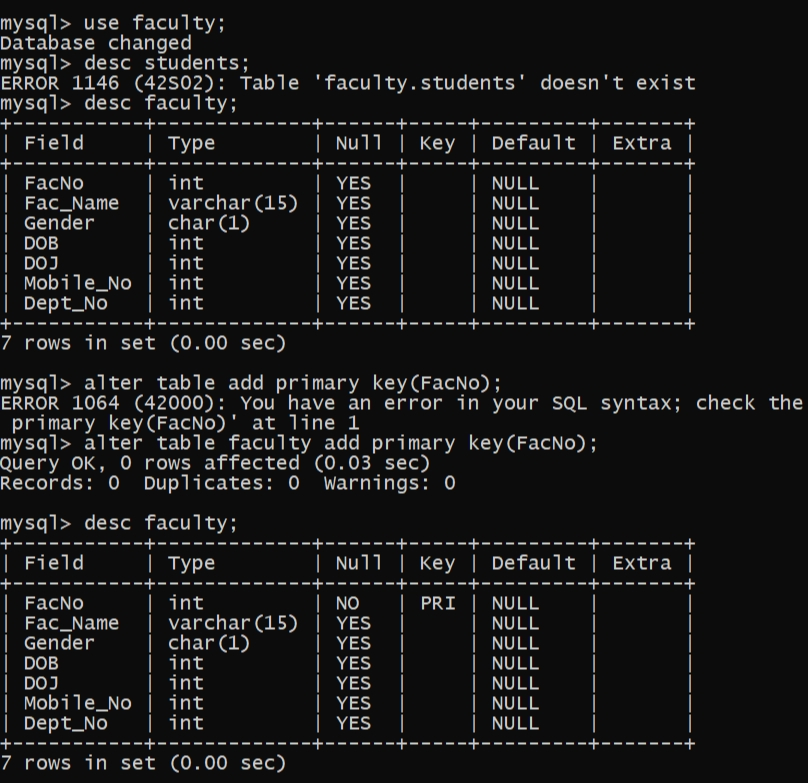 mysql> use faculty;
Database changed
mysql> desc students;
ERROR 1146 (42S02): Table 'faculty.students' doesn't exist
mysql> desc faculty;
+-----------+-------------+------+-----+---------+-------+
| Field     | Type        | Null | Key | Default | Extra |
+-----------+-------------+------+-----+---------+-------+
| FacNo     | int         | YES  |     | NULL    |       |
| Fac_Name  | varchar(15) | YES  |     | NULL    |       |
| Gender    | char(1)     | YES  |     | NULL    |       |
| DOB       | int         | YES  |     | NULL    |       |
| DOJ       | int         | YES  |     | NULL    |       |
| Mobile_No | int         | YES  |     | NULL    |       |
| Dept_No   | int         | YES  |     | NULL    |       |
+-----------+-------------+------+-----+---------+-------+
7 rows in set (0.00 sec)

mysql> alter table add primary key(FacNo);
ERROR 1064 (42000): You have an error in your SQL syntax; check the
 primary key(FacNo)' at line 1
mysql> alter table faculty add primary key(FacNo);
Query OK, 0 rows affected (0.03 sec)
Records: 0  Duplicates: 0  Warnings: 0

mysql> desc faculty;
+-----------+-------------+------+-----+---------+-------+
| Field     | Type        | Null | Key | Default | Extra |
+-----------+-------------+------+-----+---------+-------+
| FacNo     | int         | NO   | PRI | NULL    |       |
| Fac_Name  | varchar(15) | YES  |     | NULL    |       |
| Gender    | char(1)     | YES  |     | NULL    |       |
| DOB       | int         | YES  |     | NULL    |       |
| DOJ       | int         | YES  |     | NULL    |       |
| Mobile_No | int         | YES  |     | NULL    |       |
| Dept_No   | int         | YES  |     | NULL    |       |
+-----------+-------------+------+-----+---------+-------+
7 rows in set (0.00 sec)